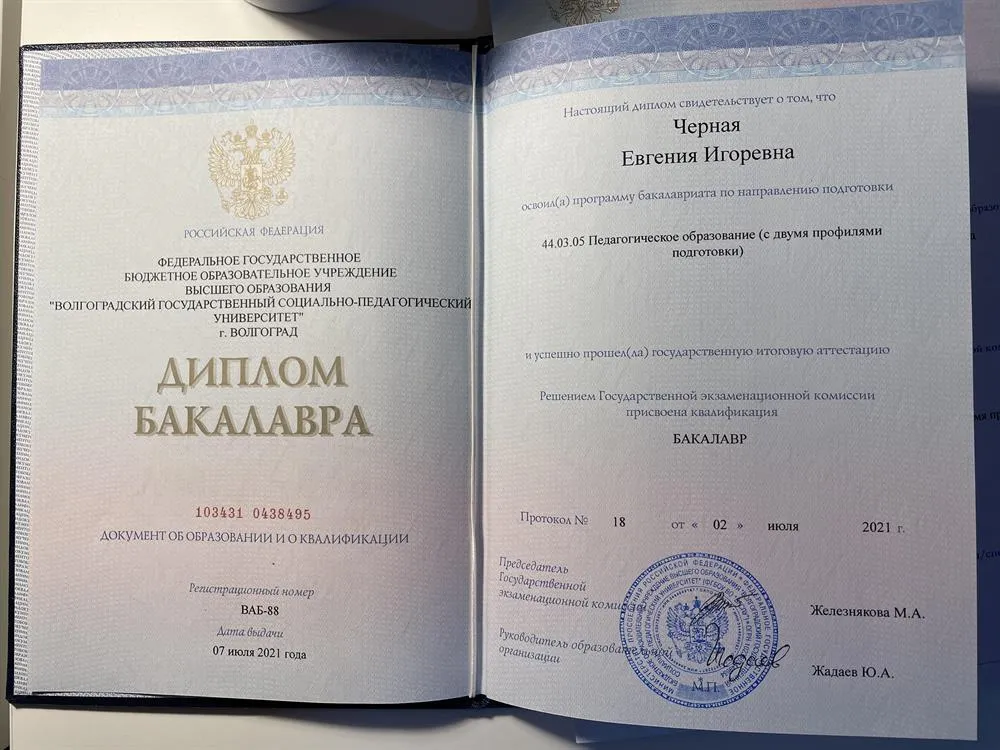 РОССИЙСКАЯ ФЕДЕРАЦИЯ
ФЕДЕРАЛЬНОЕ ГОСУДАРСТВЕННОЕ
БЮДЖЕТНОЕ ОБРАЗОВАТЕЛЬНОЕ УЧРЕЖДЕНИЕ
ВЫСШЕГО ОБРАЗОВАНИЯ
"ВОЛГОГРАДСКИЙ ГОСУДАРСТВЕННЫЙ СОЦИАЛЬНО-ПЕДАГОГИЧЕСКИЙ
УНИВЕРСИТЕТ"
г. ВОЛГОГРАД
ДИПЛОМ
БАКАЛАВРА
103431 0438495
ДОКУМЕНТ ОБ ОБРАЗОВАНИИ И О КВАЛИФИКАЦИИ
Регистрационный номер
ВАБ-88
Дата выдачи
07 июля 2021 года
Настоящий диплом свидетельствует о том, что
Черная
Евгения Игоревна
освоил(а) программу бакалавриата по направлению подготовки
44.03.05 Педагогическое образование (с двумя профилями
подготовки)
и успешно прошел(ла) государственную итоговую аттестацию
Решением Государственной экзаменационной комиссии
присвоена квалификация
БАКАЛАВР
Протокол № 18 от « 02 » июля 2021 г.
Председатель
Государственной
экзаменационной комиссии
Железнякова М.А.
Руководитель образовательной
организации
Жадаев Ю.А.
М.П.